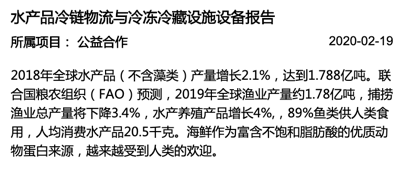 水产品冷链物流与冷冻冷藏设施设备报告
所属项目： 公益合作 2020-02-19
2018年全球水产品（不含藻类）产量增长2.1%，达到1.788亿吨。联
合国粮农组织（FAO）预测，2019年全球渔业产量约1.78亿吨，捕捞
渔业总产量将下降3.4%，水产养殖产品增长4%,，89%鱼类供人类食
用，人均消费水产品20.5千克。海鲜作为富含不饱和脂肪酸的优质动
物蛋白来源，越来越受到人类的欢迎。